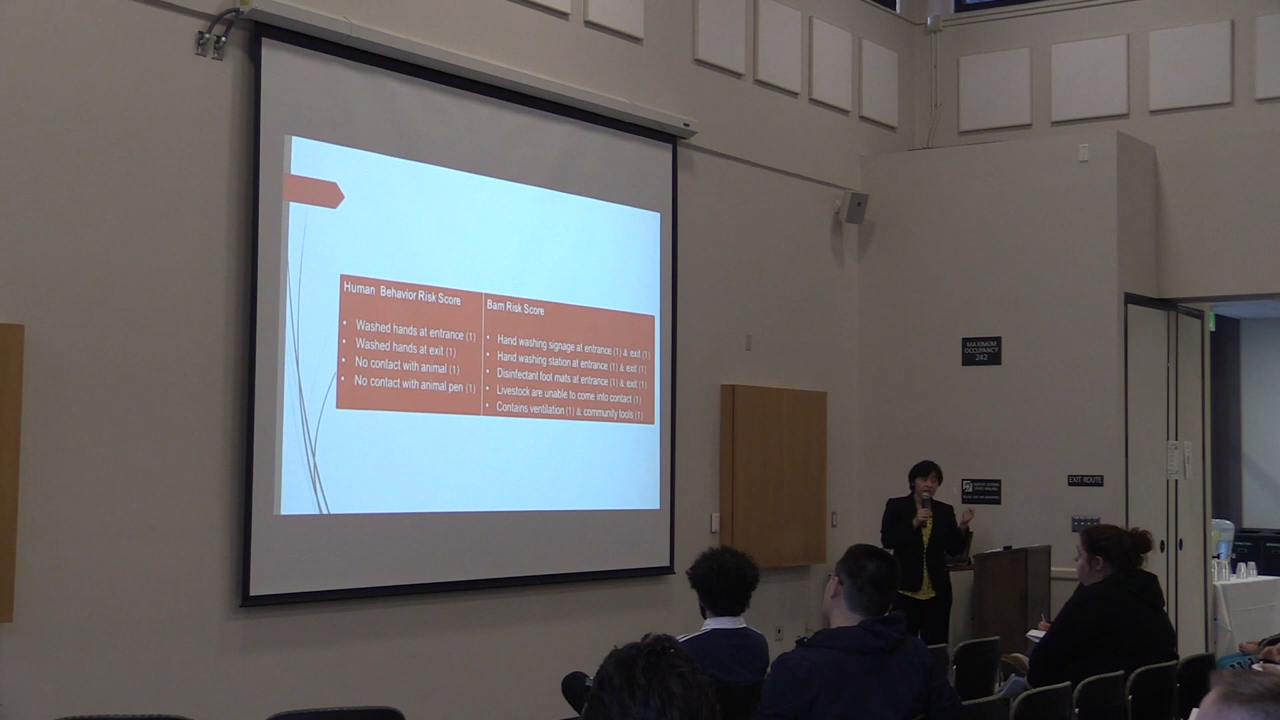 Human Behavior Risk Score
• Washed hands at entrance (1)
• Washed hands at exit (1)
• No contact with animal (1)
• No contact with animal pen (1)
Barn Risk Score
• Hand washing signage at entrance (1) & exit (1)
• Hand washing station at entrance (1) & exit (1)
• Disinfectant foot mats at entrance (1) & exit (1)
• Livestock are unable to come into contact (1)
• Contains ventilation (1) & community tools (1)
MAXIMUM
OCCUPANCY
242
EXIT ROUTE